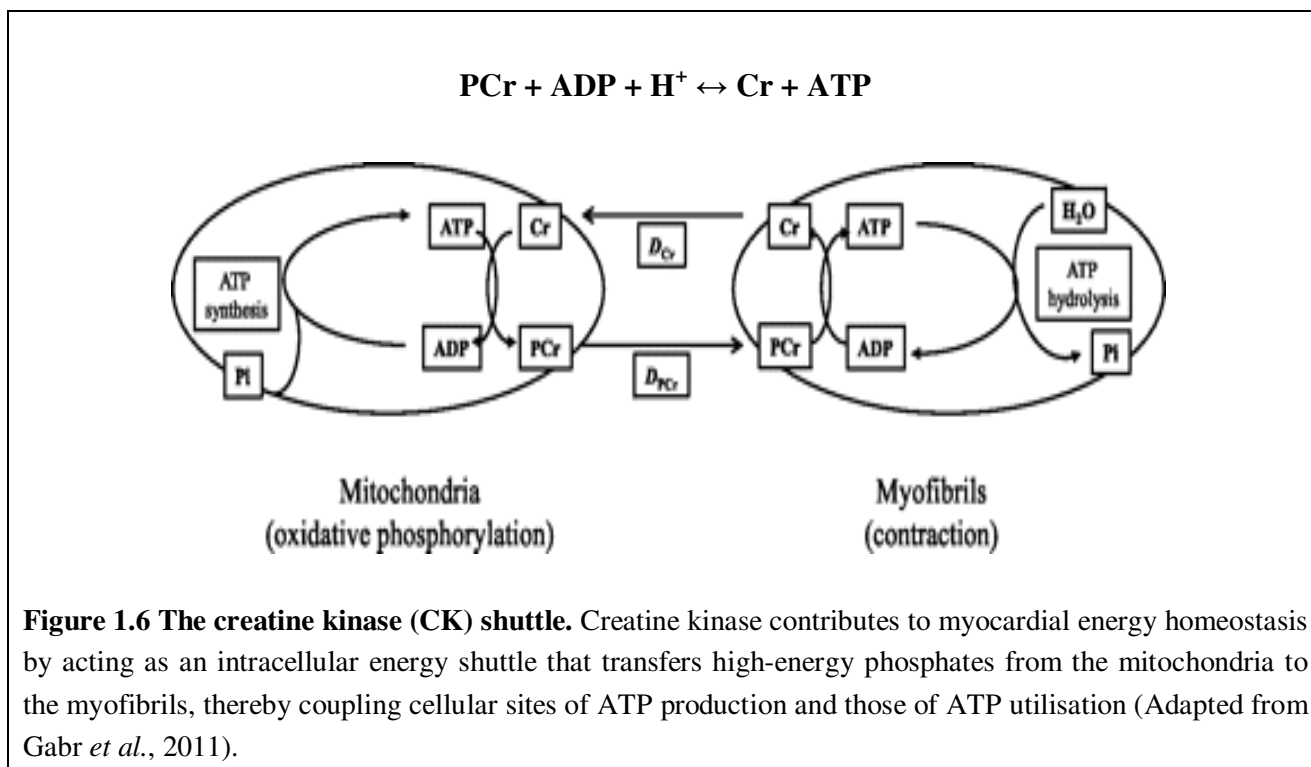 PCr + ADP + H⁺ ↔ Cr + ATP
ATP Cr
D_Cr
Cr ATP
H₂O
ATP
synthesis
ATP
hydrolysis
ADP PCr
D_PCr
PCr ADP
Pi
Pi
Mitochondria
(oxidative phosphorylation)
Myofibrils
(contraction)
Figure 1.6 The creatine kinase (CK) shuttle. Creatine kinase contributes to myocardial energy homeostasis
by acting as an intracellular energy shuttle that transfers high-energy phosphates from the mitochondria to
the myofibrils, thereby coupling cellular sites of ATP production and those of ATP utilisation (Adapted from
Gabr et al., 2011).